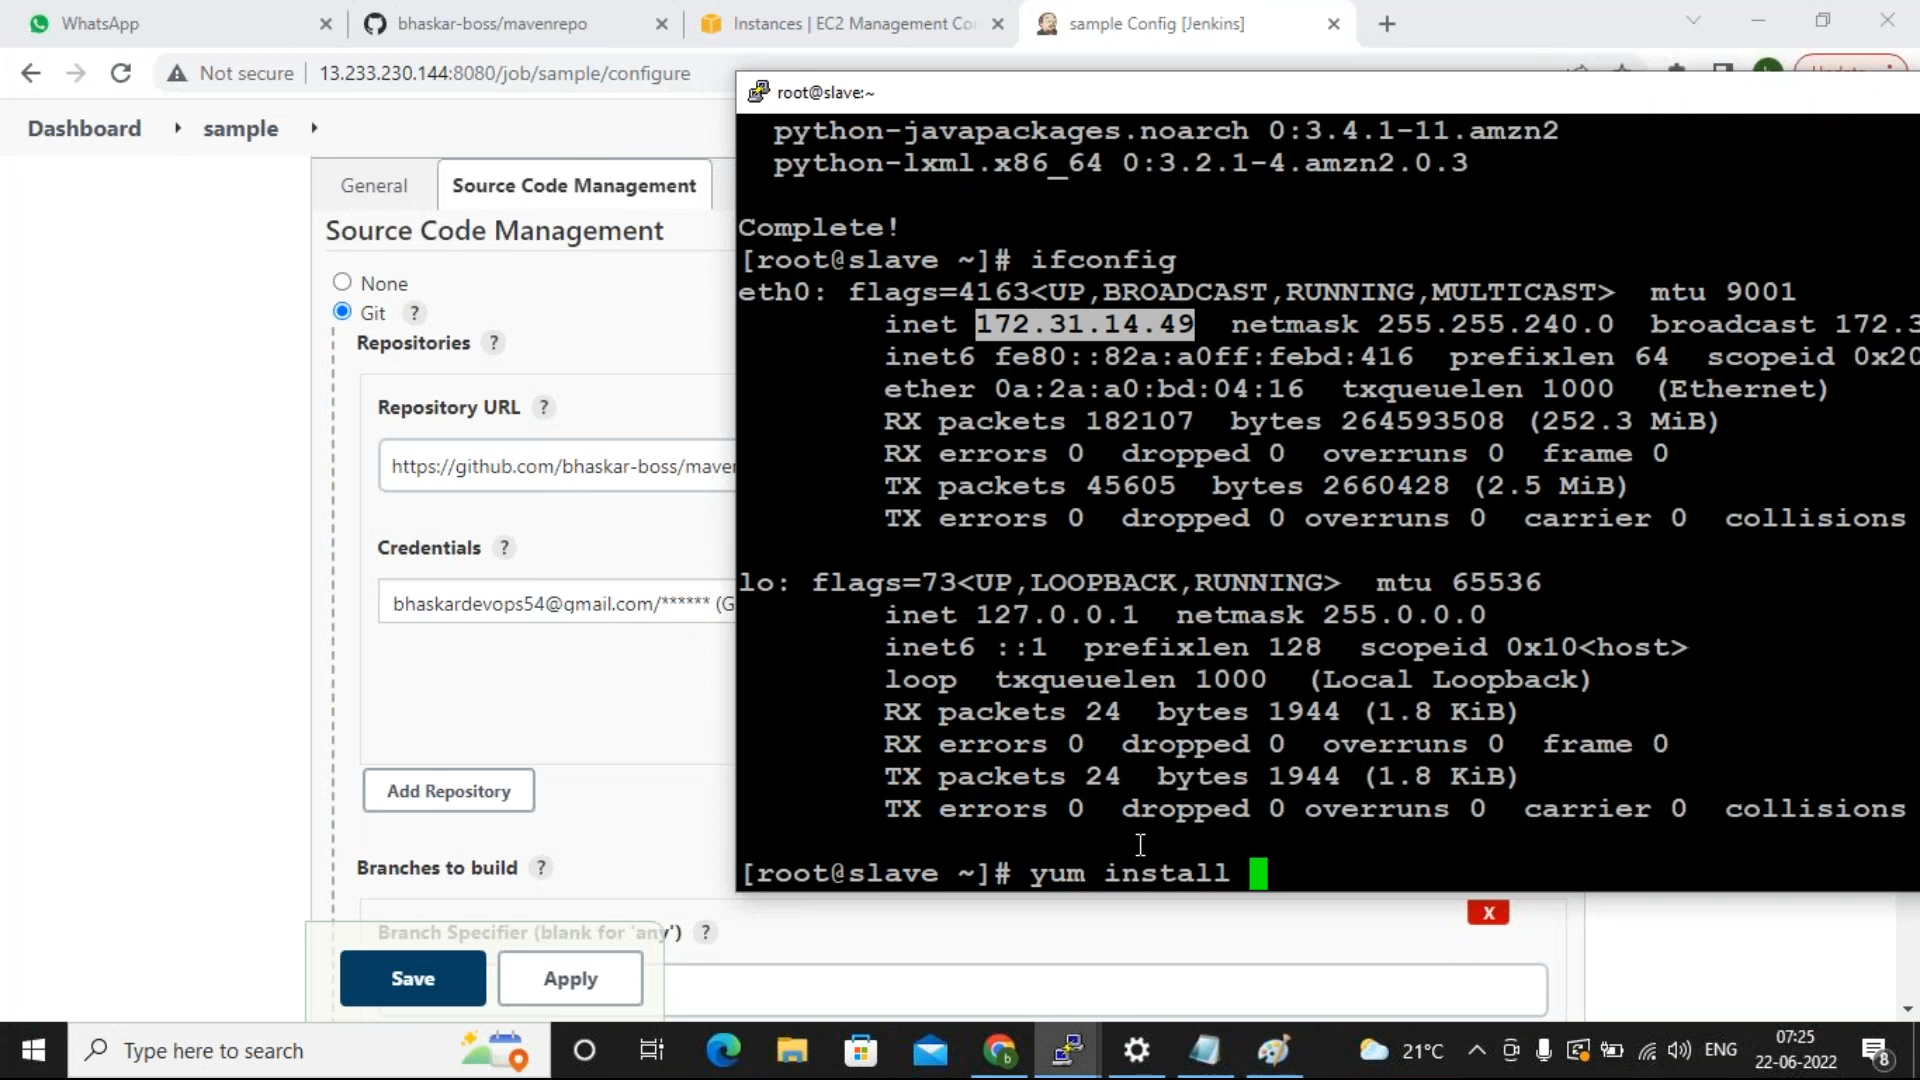 WhatsApp
bhaskar-boss/mavenrepo
Instances | EC2 Management Co
sample Config [Jenkins]
Not secure
13.233.230.144:8080/job/sample/configure
Dashboard
sample
General
Source Code Management
Source Code Management
None
Git ?
Repositories ?
Repository URL ?
https://github.com/bhaskar-boss/maven
Credentials ?
bhaskardevops54@gmail.com/****** (G
Add Repository
Branches to build ?
Branch Specifier (blank for 'any') ?
X
Save
Apply
root@slave:~
python-javapackages.noarch 0:3.4.1-11.amzn2
python-lxml.x86_64 0:3.2.1-4.amzn2.0.3
Complete!
[root@slave ~]# ifconfig
eth0: flags=4163<UP,BROADCAST,RUNNING,MULTICAST>  mtu 9001
inet 172.31.14.49  netmask 255.255.240.0  broadcast 172.3
inet6 fe80::82a:a0ff:febd:416  prefixlen 64  scopeid 0x20
ether 0a:2a:a0:bd:04:16  txqueuelen 1000  (Ethernet)
RX packets 182107  bytes 264593508 (252.3 MiB)
RX errors 0  dropped 0  overruns 0  frame 0
TX packets 45605  bytes 2660428 (2.5 MiB)
TX errors 0  dropped 0 overruns 0  carrier 0  collisions
lo: flags=73<UP,LOOPBACK,RUNNING>  mtu 65536
inet 127.0.0.1  netmask 255.0.0.0
inet6 ::1  prefixlen 128  scopeid 0x10<host>
loop  txqueuelen 1000  (Local Loopback)
RX packets 24  bytes 1944 (1.8 KiB)
RX errors 0  dropped 0  overruns 0  frame 0
TX packets 24  bytes 1944 (1.8 KiB)
TX errors 0  dropped 0 overruns 0  carrier 0  collisions
[root@slave ~]# yum install
Type here to search
21°C
ENG
07:25
22-06-2022
8